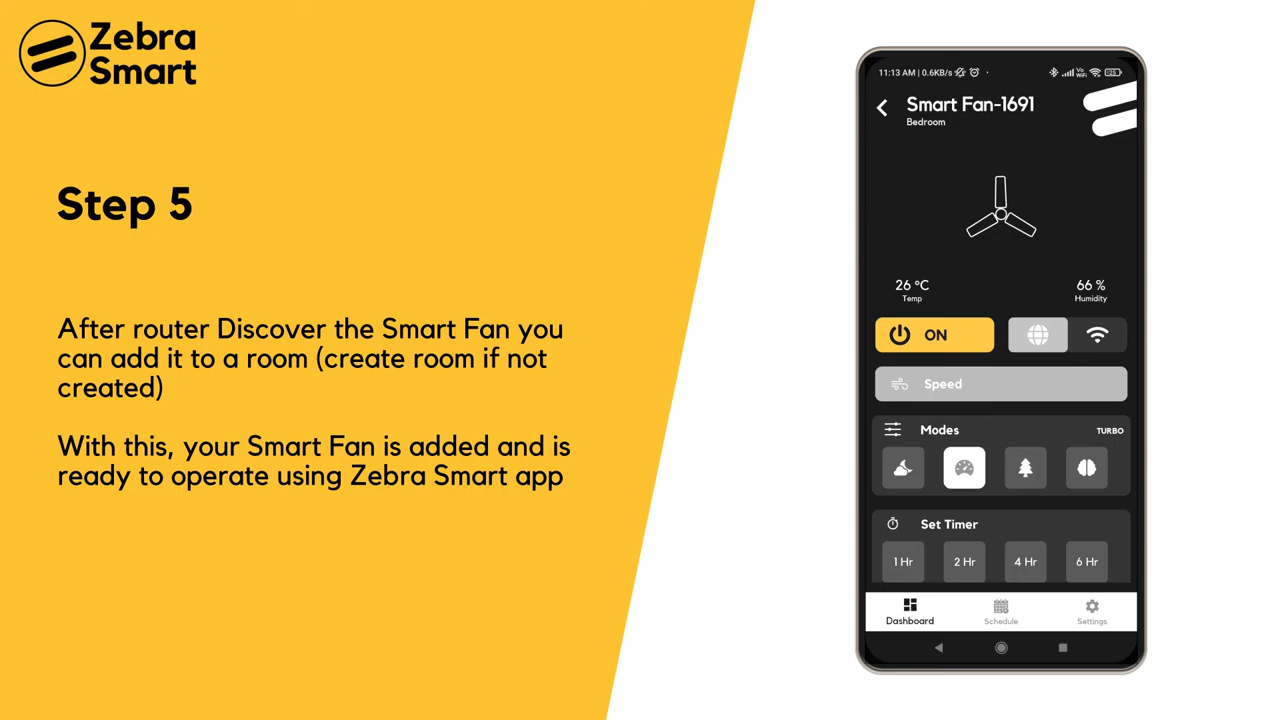 Zebra
Smart
Step 5
After router Discover the Smart Fan you
can add it to a room (create room if not
created)
With this, your Smart Fan is added and is
ready to operate using Zebra Smart app
11:13 AM | 0.6KB/s
Vo
WiFi
Smart Fan-1691
Bedroom
26 °C
Temp
66 %
Humidity
ON
Speed
Modes
TURBO
Set Timer
1 Hr
2 Hr
4 Hr
6 Hr
Dashboard
Schedule
Settings